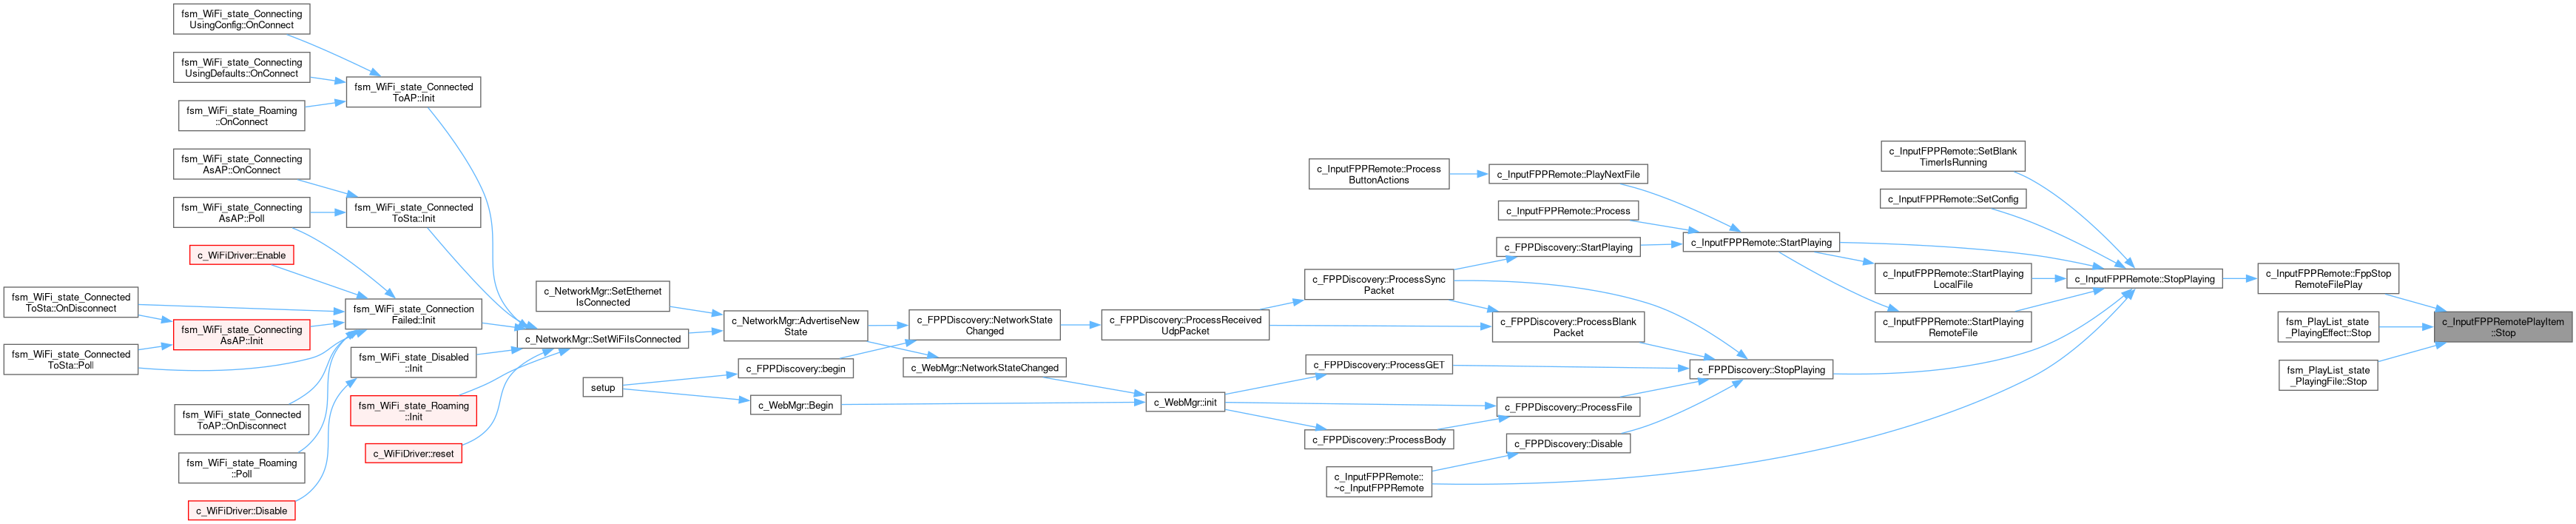 fsm_WiFi_state_Connecting
UsingConfig::OnConnect
fsm_WiFi_state_Connecting
UsingDefaults::OnConnect
fsm_WiFi_state_Roaming
::OnConnect
fsm_WiFi_state_Connecting
AsAP::OnConnect
fsm_WiFi_state_Connecting
AsAP::Poll
c_WiFiDriver::Enable
fsm_WiFi_state_Connected
ToSta::OnDisconnect
fsm_WiFi_state_Connecting
AsAP::Init
fsm_WiFi_state_Connected
ToSta::Poll
fsm_WiFi_state_Connected
ToAP::OnDisconnect
fsm_WiFi_state_Roaming
::Poll
c_WiFiDriver::Disable
fsm_WiFi_state_Connected
ToAP::Init
fsm_WiFi_state_Connected
ToSta::Init
fsm_WiFi_state_Connection
Failed::Init
fsm_WiFi_state_Disabled
::Init
fsm_WiFi_state_Roaming
::Init
c_WiFiDriver::reset
c_NetworkMgr::SetEthernet
IsConnected
c_NetworkMgr::SetWiFiIsConnected
setup
c_NetworkMgr::AdvertiseNew
State
c_FPPDiscovery::begin
c_WebMgr::Begin
c_FPPDiscovery::NetworkState
Changed
c_WebMgr::NetworkStateChanged
c_FPPDiscovery::ProcessReceived
UdpPacket
c_WebMgr::init
c_InputFPPRemote::Process
ButtonActions
c_FPPDiscovery::ProcessSync
Packet
c_FPPDiscovery::ProcessGET
c_FPPDiscovery::ProcessBody
c_InputFPPRemote::
~c_InputFPPRemote
c_InputFPPRemote::PlayNextFile
c_InputFPPRemote::Process
c_FPPDiscovery::StartPlaying
c_FPPDiscovery::ProcessBlank
Packet
c_FPPDiscovery::ProcessFile
c_FPPDiscovery::Disable
c_InputFPPRemote::StartPlaying
c_FPPDiscovery::StopPlaying
c_InputFPPRemote::SetBlank
TimerIsRunning
c_InputFPPRemote::SetConfig
c_InputFPPRemote::StartPlaying
LocalFile
c_InputFPPRemote::StartPlaying
RemoteFile
c_InputFPPRemote::StopPlaying
c_InputFPPRemote::FppStop
RemoteFilePlay
fsm_PlayList_state
_PlayingEffect::Stop
fsm_PlayList_state
_PlayingFile::Stop
c_InputFPPRemotePlayItem
::Stop